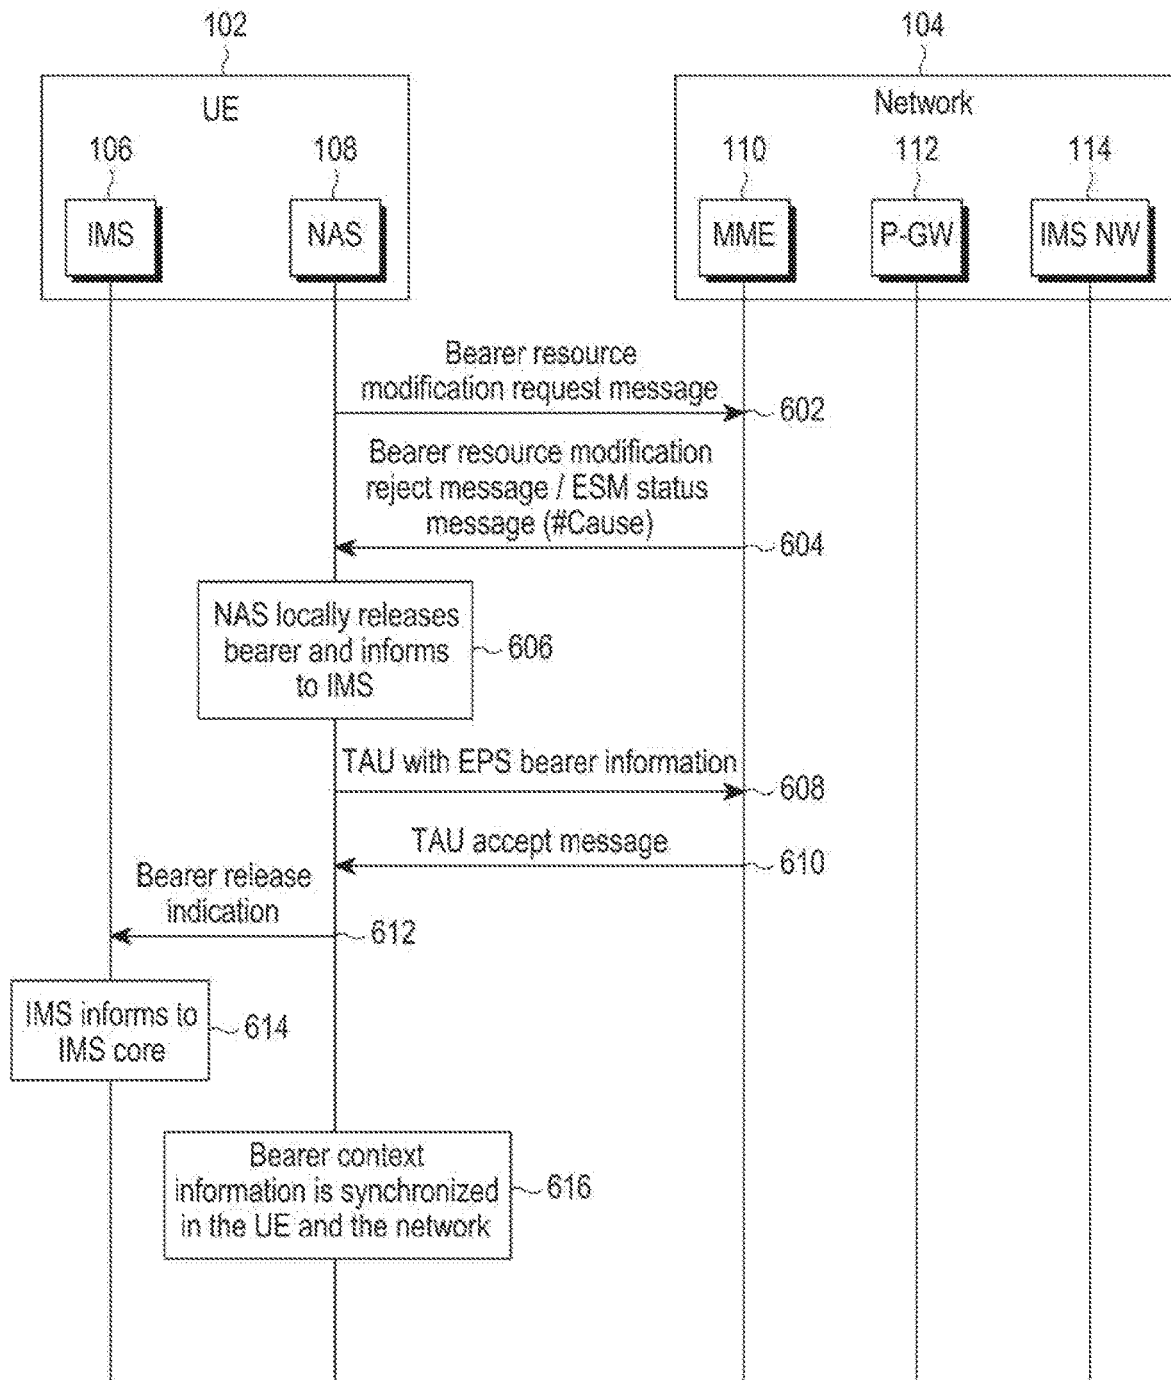 102
104
UE
Network
106
108
110
112
114
IMS
NAS
MME
P-GW
IMS NW
Bearer resource
modification request message
602
Bearer resource modification
reject message / ESM status
message (#Cause)
604
NAS locally releases
bearer and informs
to IMS
606
TAU with EPS bearer information
608
TAU accept message
610
Bearer release
indication
612
IMS informs to
IMS core
614
Bearer context
information is synchronized
in the UE and the network
616